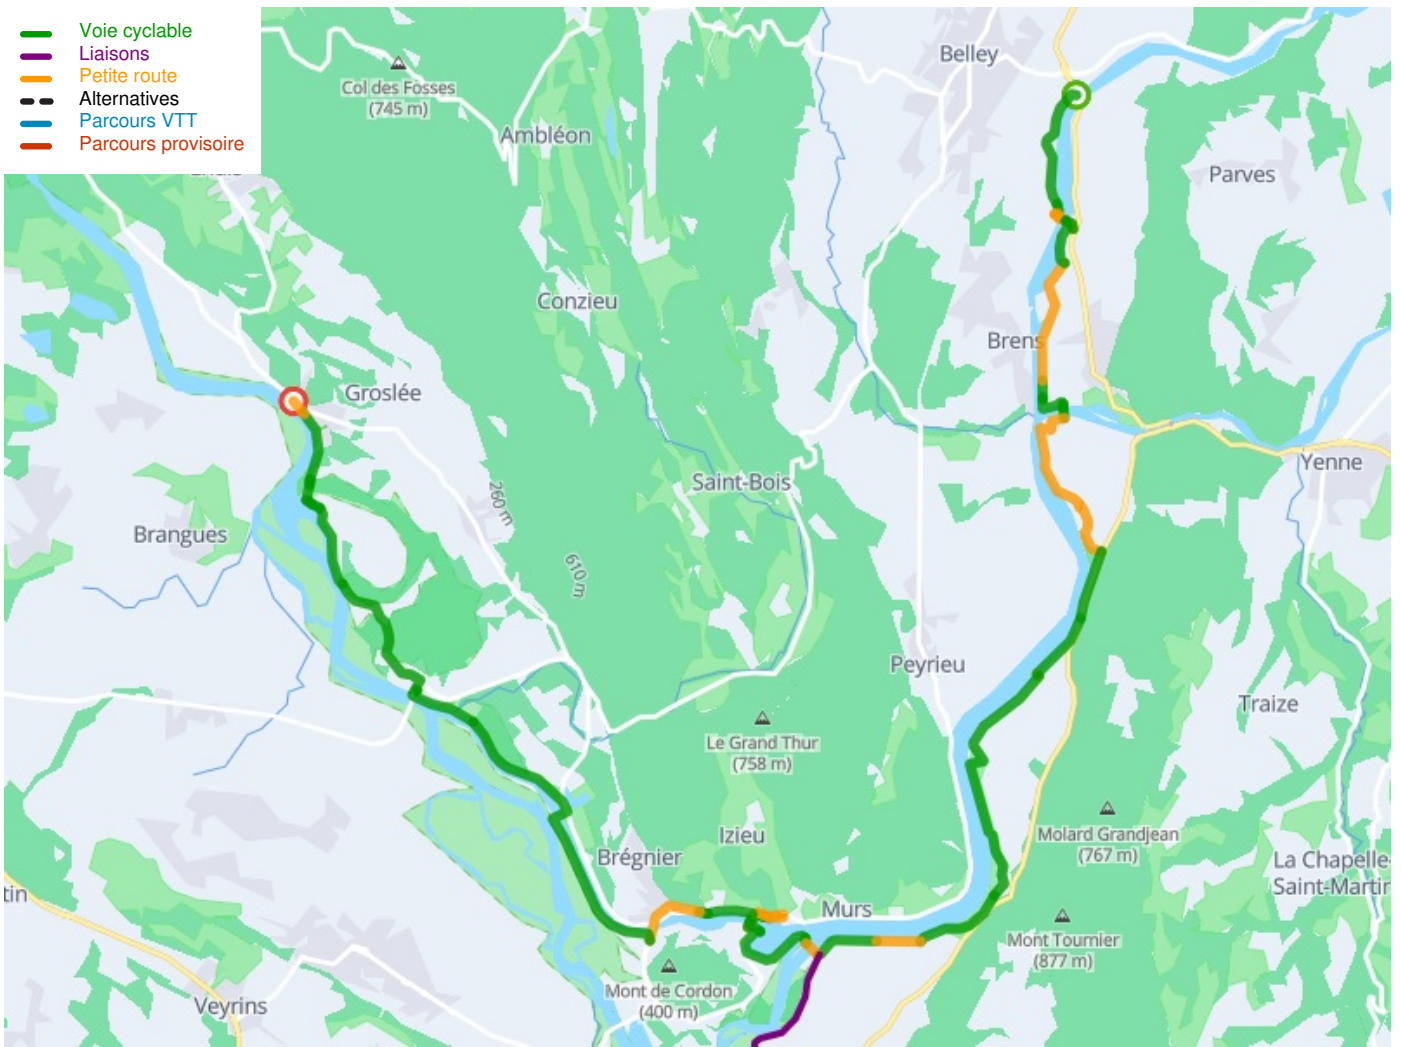 Voie cyclable
Liaisons
Petite route
Alternatives
Parcours VTT
Parcours provisoire
Belley
Col des Fosses
(745 m)
Ambléon
Parves
Conzieu
Brens
Groslée
Yenne
Saint-Bois
260 m
Brangues
610 m
Peyrieu
Traize
Le Grand Thur
(758 m)
Izieu
Molard Grandjean
(767 m)
Brégnier
La Chapelle-
Saint-Martin
tin
Murs
Mont Tournier
(877 m)
Mont de Cordon
(400 m)
Veyrins